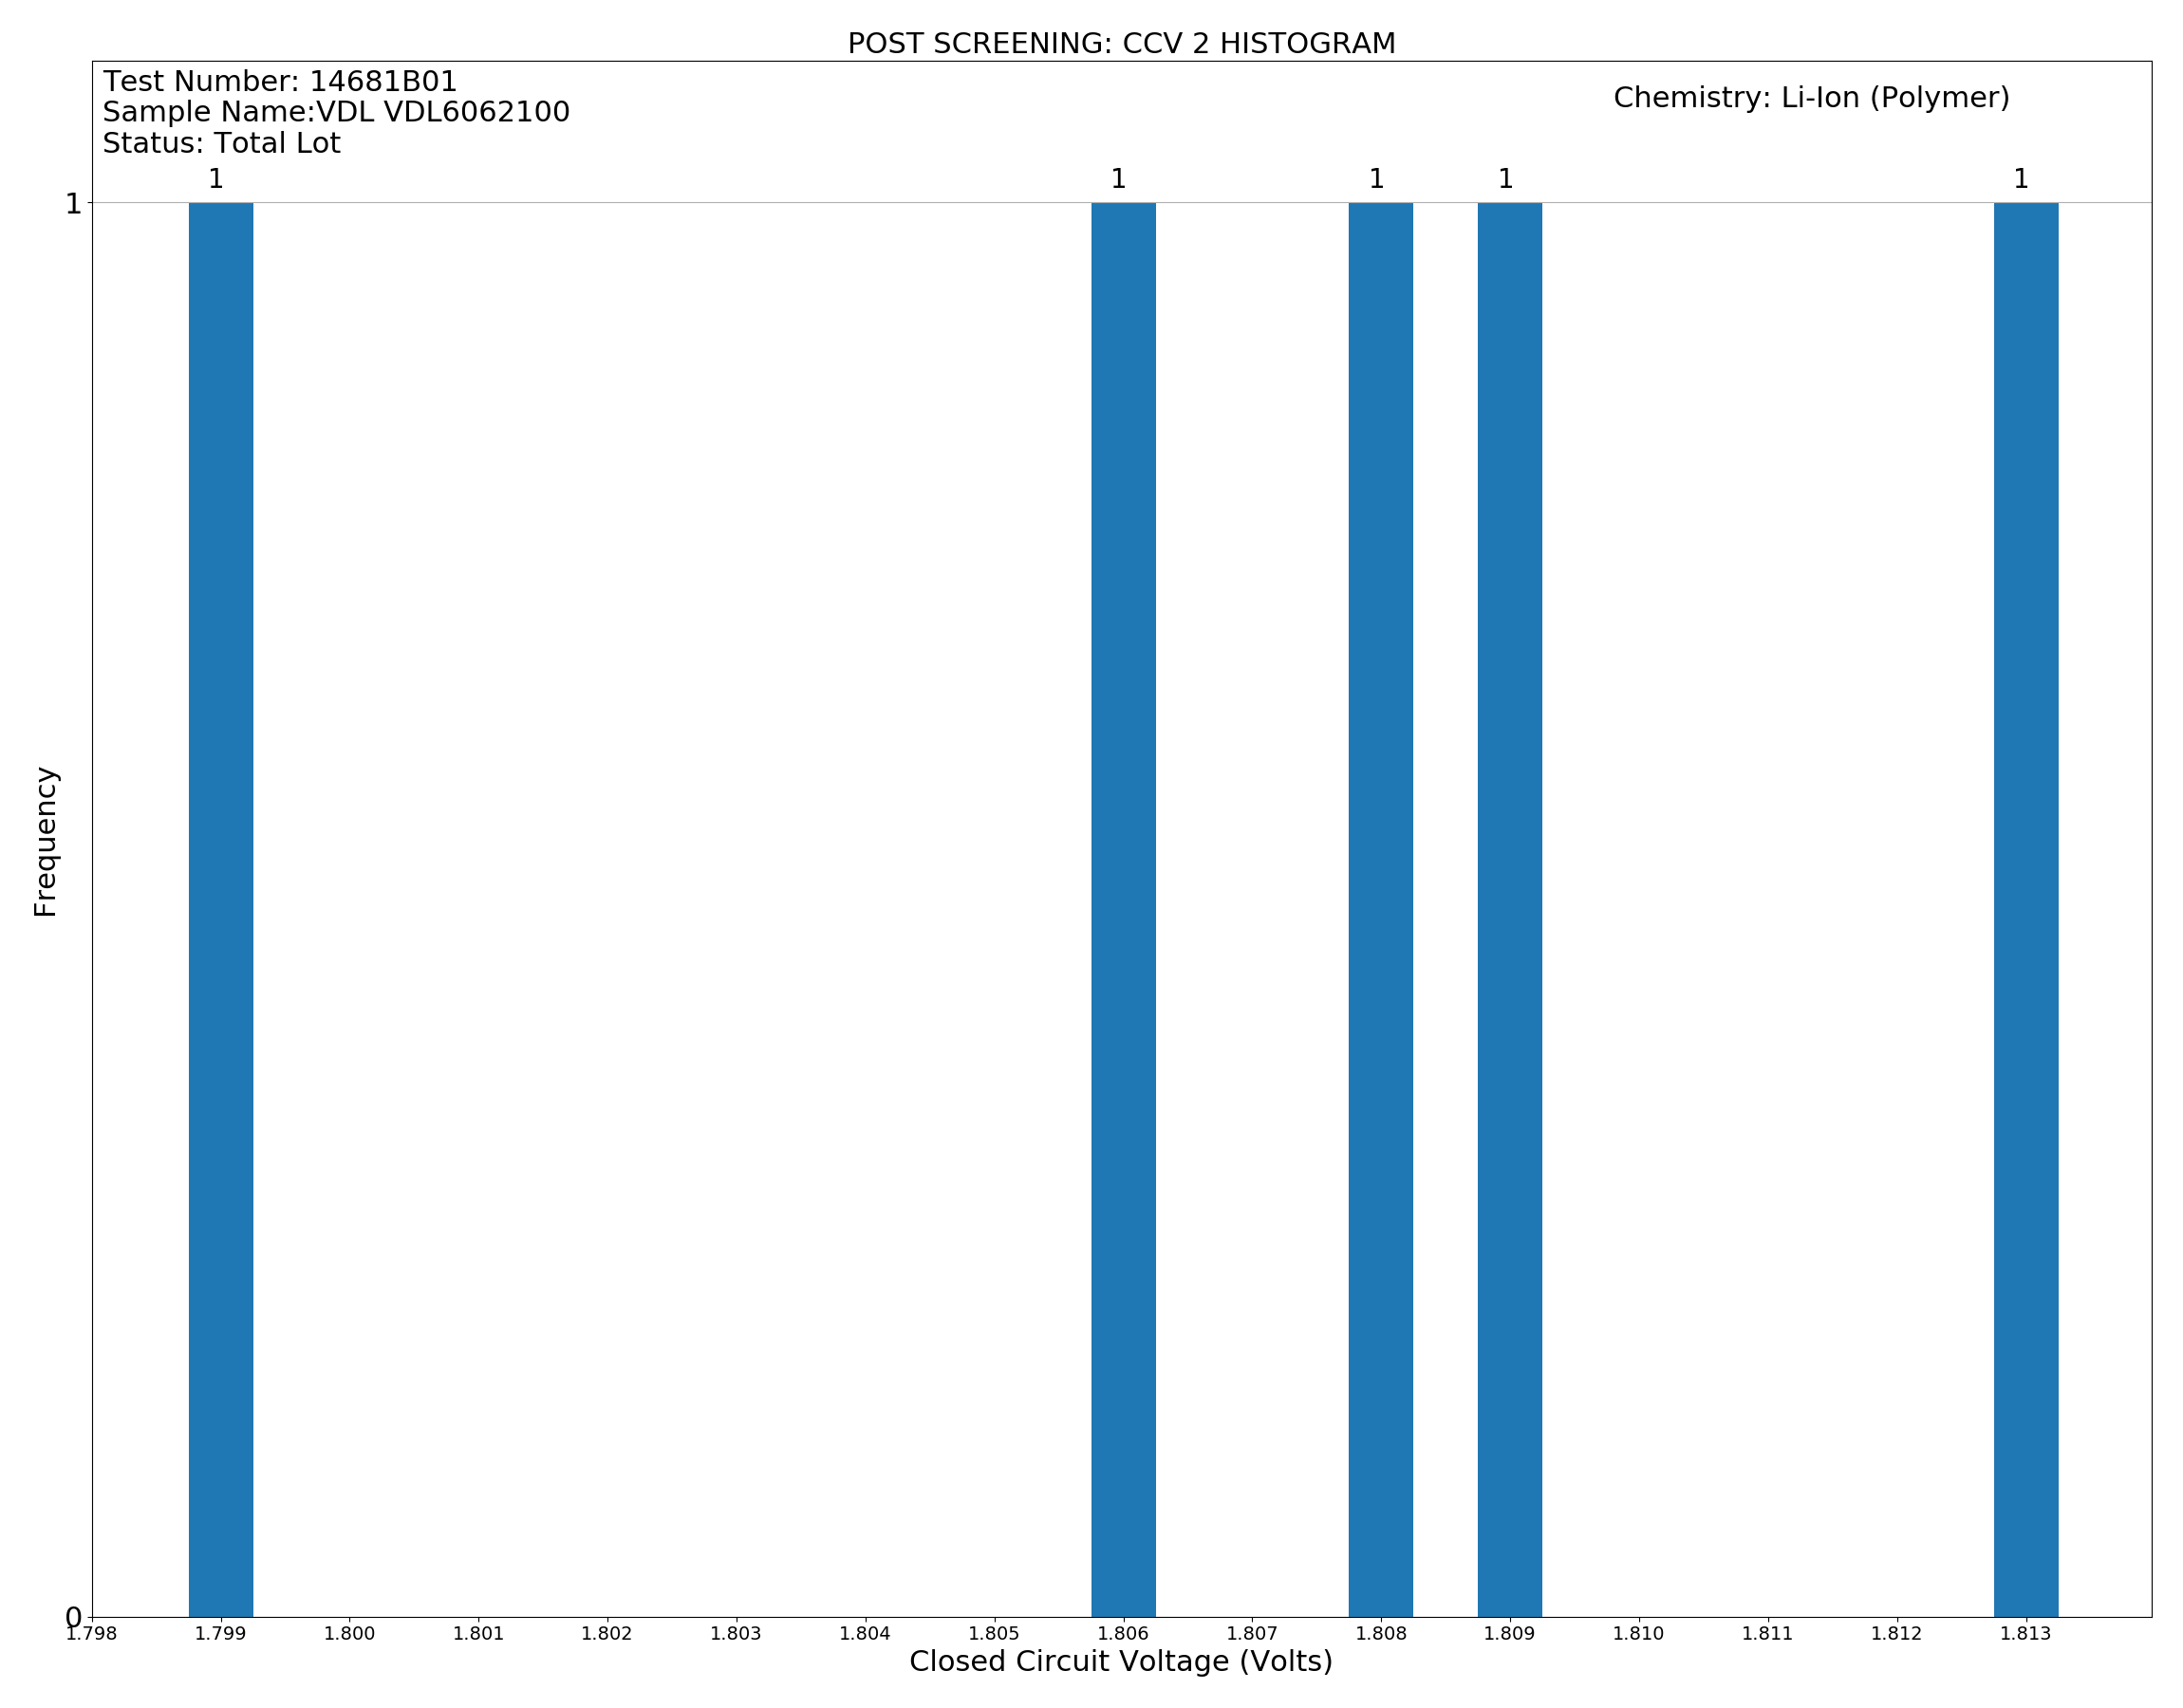 POST SCREENING: CCV 2 HISTOGRAM
Test Number: 14681B01
Sample Name:VDL VDL6062100
Status: Total Lot
Chemistry: Li-Ion (Polymer)
1 1 1 1 1
1
Frequency
0
1.798 1.799 1.800 1.801 1.802 1.803 1.804 1.805 1.806 1.807 1.808 1.809 1.810 1.811 1.812 1.813
Closed Circuit Voltage (Volts)